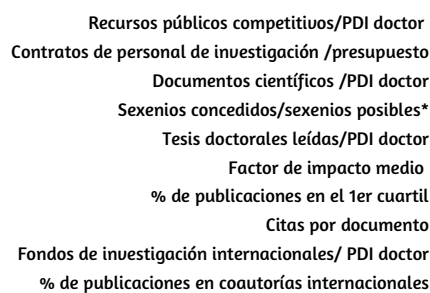 Recursos públicos competitivos/PDI doctor
Contratos de personal de investigación /presupuesto
Documentos científicos /PDI doctor
Sexenios concedidos/sexenios posibles*
Tesis doctorales leídas/PDI doctor
Factor de impacto medio
% de publicaciones en el 1er cuartil
Citas por documento
Fondos de investigación internacionales/ PDI doctor
% de publicaciones en coautorías internacionales